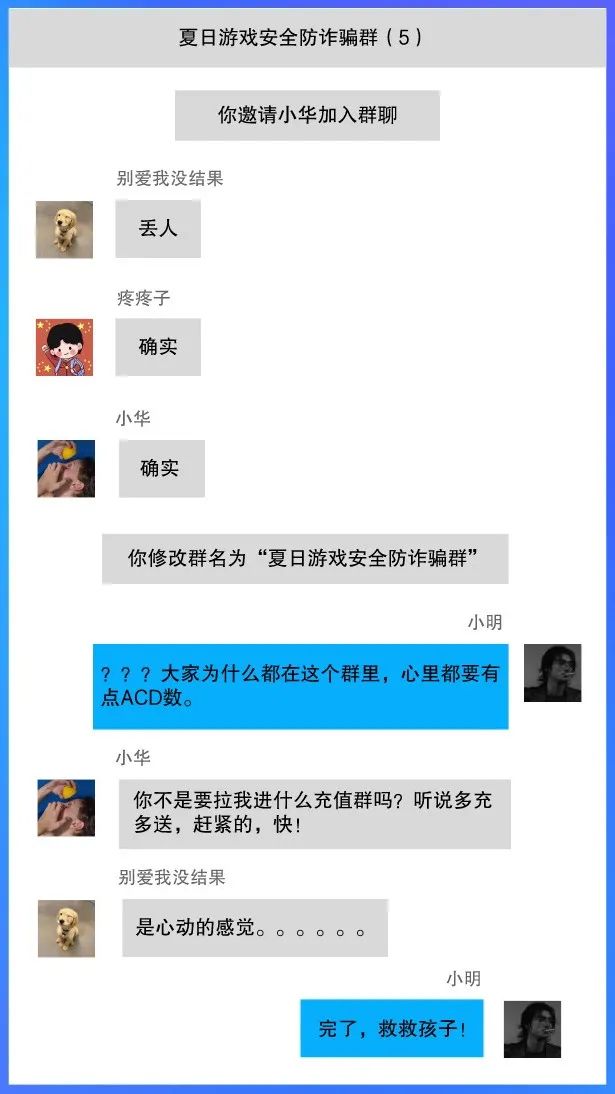 夏日游戏安全防诈骗群（5）
你邀请小华加入群聊
别爱我没结果
丢人
疼疼子
确实
小华
确实
你修改群名为“夏日游戏安全防诈骗群”
小明
？？？大家为什么都在这个群里，心里都要有
点ACD数。
小华
你不是要拉我进什么充值群吗？听说多充
多送，赶紧的，快！
别爱我没结果
是心动的感觉。。。。。。
小明
完了，救救孩子！